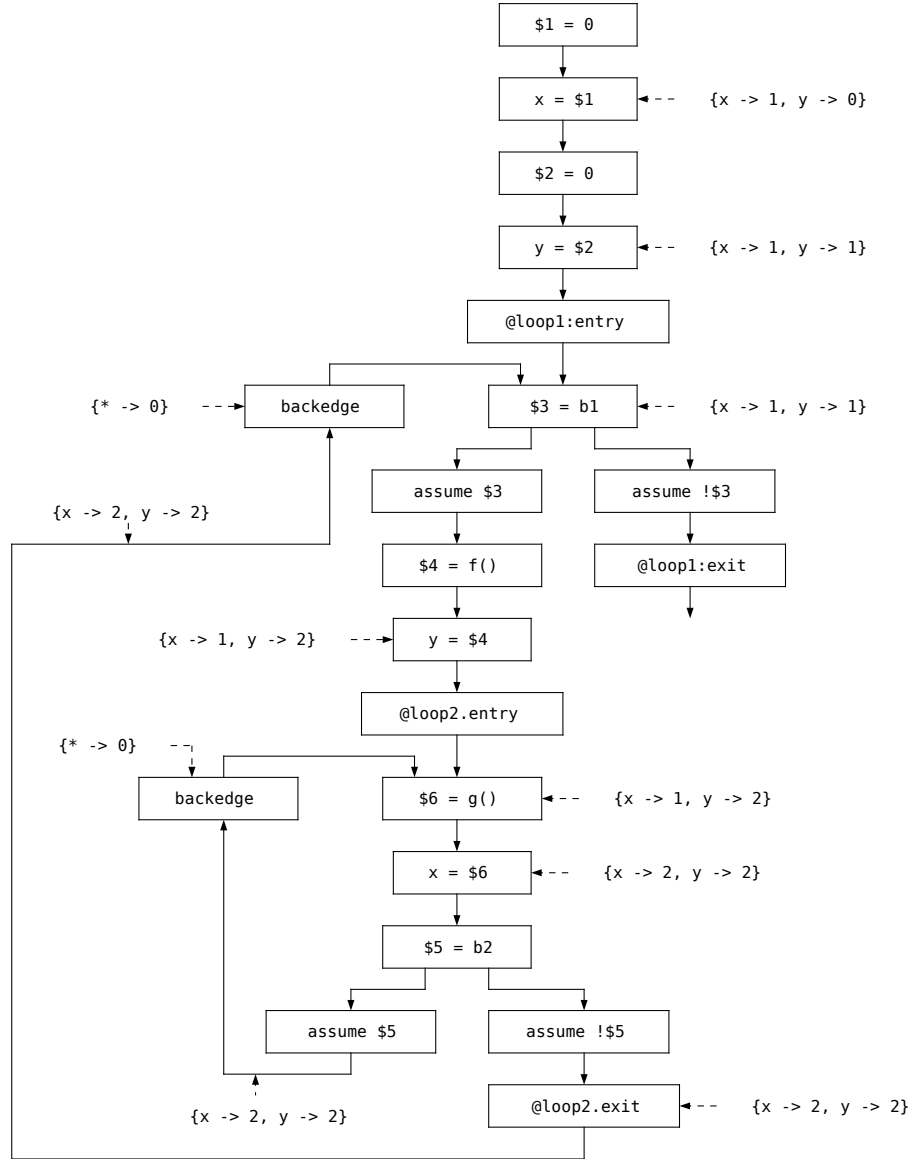 $1 = 0
x = $1 {x -> 1, y -> 0}
$2 = 0
y = $2 {x -> 1, y -> 1}
@loop1:entry
{* -> 0} backedge $3 = b1 {x -> 1, y -> 1}
assume $3 assume !$3
{x -> 2, y -> 2}
$4 = f() @loop1:exit
{x -> 1, y -> 2} y = $4
@loop2.entry
{* -> 0}
backedge $6 = g() {x -> 1, y -> 2}
x = $6 {x -> 2, y -> 2}
$5 = b2
assume $5 assume !$5
{x -> 2, y -> 2} @loop2.exit {x -> 2, y -> 2}